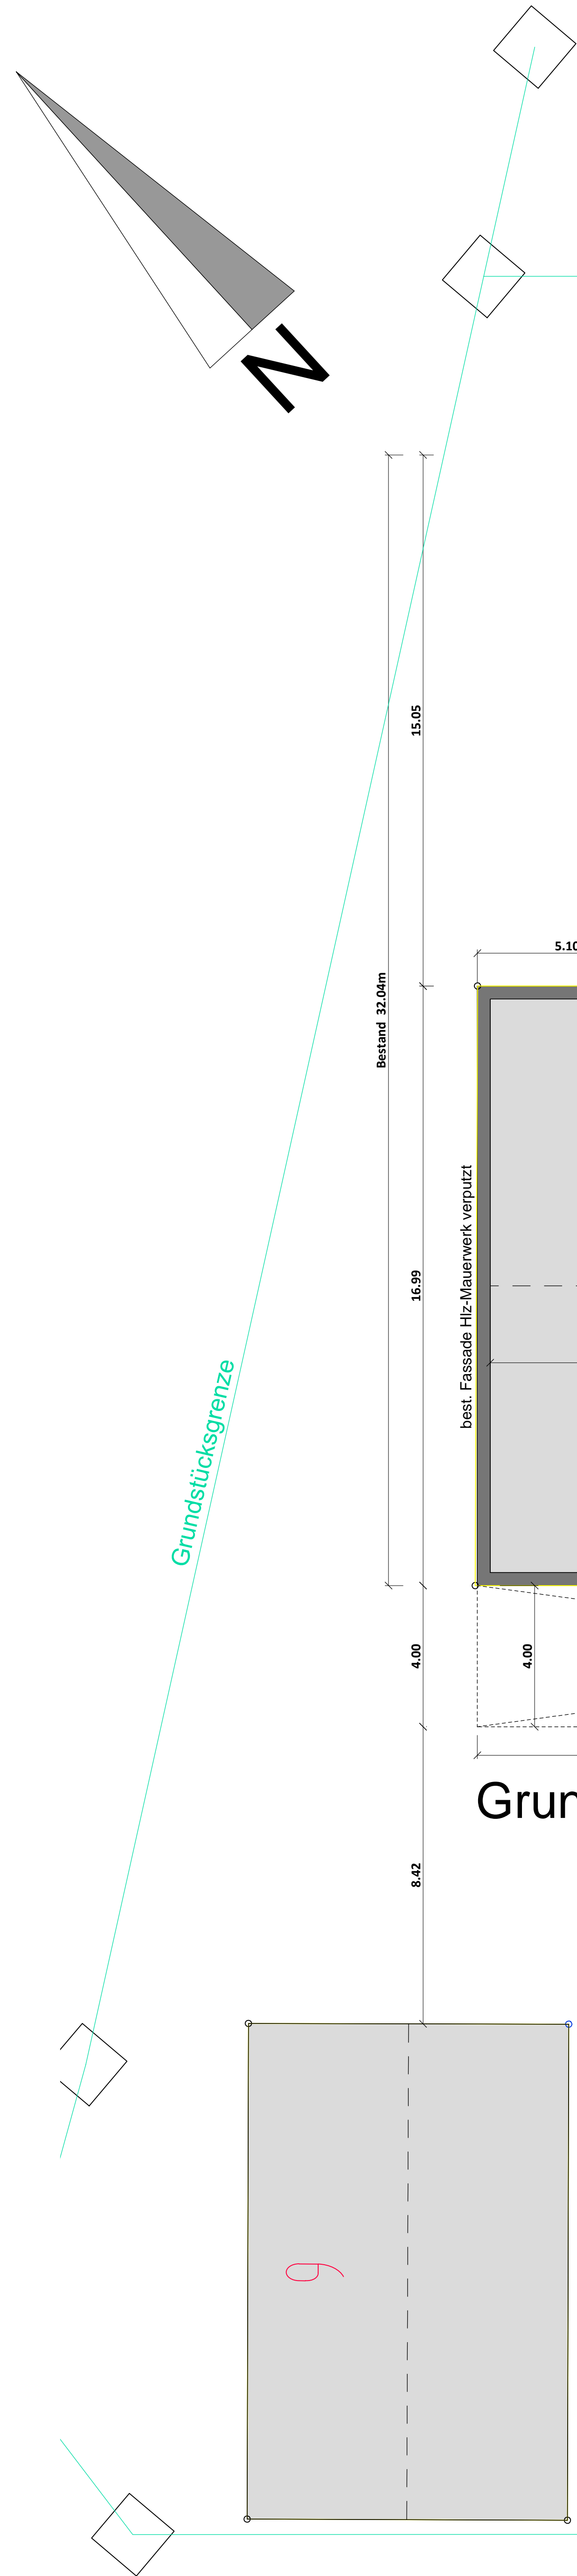 N
15.05
5.10
Bestand 32.04m
best. Fassade Hlz-Mauerwerk verputzt
16.99
Grundstücksgrenze
4.00
4.00
Grun
8.42
9